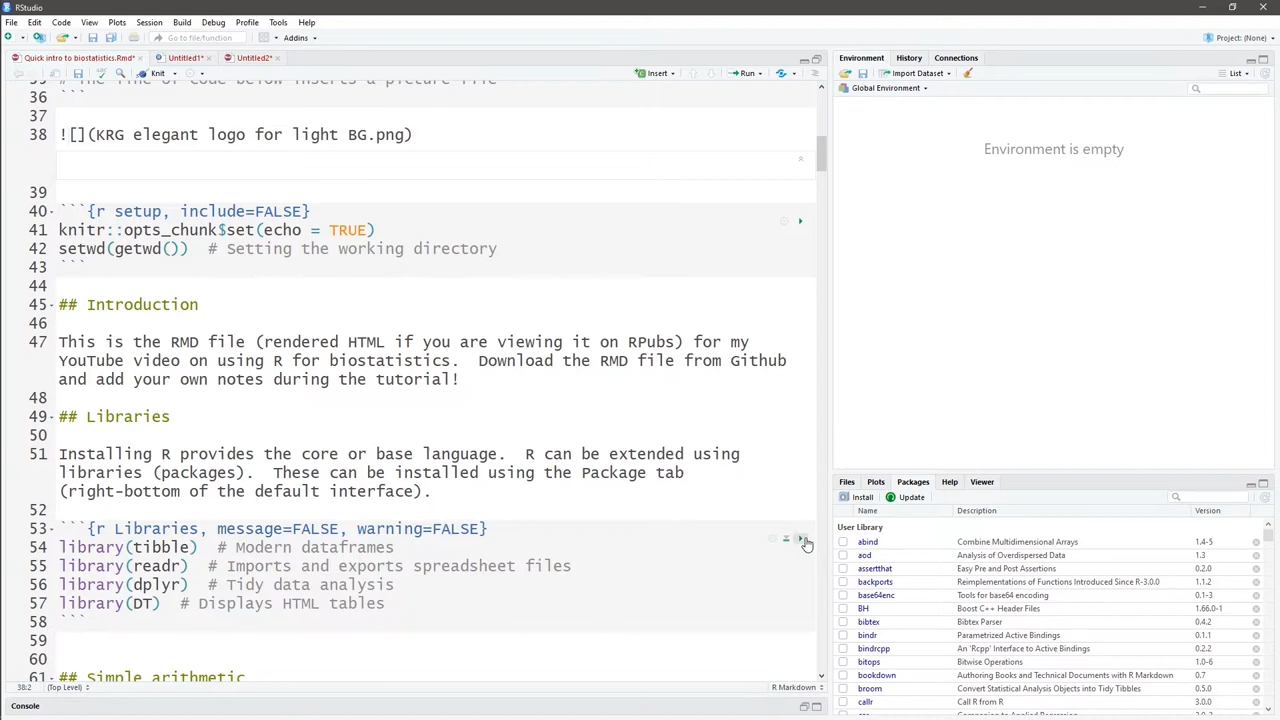 RStudio
File Edit Code View Plots Session Build Debug Profile Tools Help
Go to file/function Addins Project: (None)
Quick intro to biostatistics.Rmd* Untitled1* Untitled2*
Knit Insert Run
36 ```
37
38 ![](KRG elegant logo for light BG.png)
39
40 ```{r setup, include=FALSE}
41 knitr::opts_chunk$set(echo = TRUE)
42 setwd(getwd()) # Setting the working directory
43 ```
44
45 ## Introduction
46
47 This is the RMD file (rendered HTML if you are viewing it on RPubs) for my
YouTube video on using R for biostatistics. Download the RMD file from Github
and add your own notes during the tutorial!
48
49 ## Libraries
50
51 Installing R provides the core or base language. R can be extended using
libraries (packages). These can be installed using the Package tab
(right-bottom of the default interface).
52
53 ```{r Libraries, message=FALSE, warning=FALSE}
54 library(tibble) # Modern dataframes
55 library(readr) # Imports and exports spreadsheet files
56 library(dplyr) # Tidy data analysis
57 library(DT) # Displays HTML tables
58 ```
59
60
61 ## Simple arithmetic
38:2 (Top Level) R Markdown
Console
Environment History Connections
Import Dataset List
Global Environment
Environment is empty
Files Plots Packages Help Viewer
Install Update
Name Description Version
User Library
abind Combine Multidimensional Arrays 1.4-5
aod Analysis of Overdispersed Data 1.3
assertthat Easy Pre and Post Assertions 0.2.0
backports Reimplementations of Functions Introduced Since R-3.0.0 1.1.2
base64enc Tools for base64 encoding 0.1-3
BH Boost C++ Header Files 1.66.0-1
bibtex Bibtex Parser 0.4.2
bindr Parametrized Active Bindings 0.1.1
bindrcpp An 'Rcpp' Interface to Active Bindings 0.2.2
bitops Bitwise Operations 1.0-6
bookdown Authoring Books and Technical Documents with R Markdown 0.7
broom Convert Statistical Analysis Objects into Tidy Tibbles 0.5.0
callr Call R from R 3.0.0